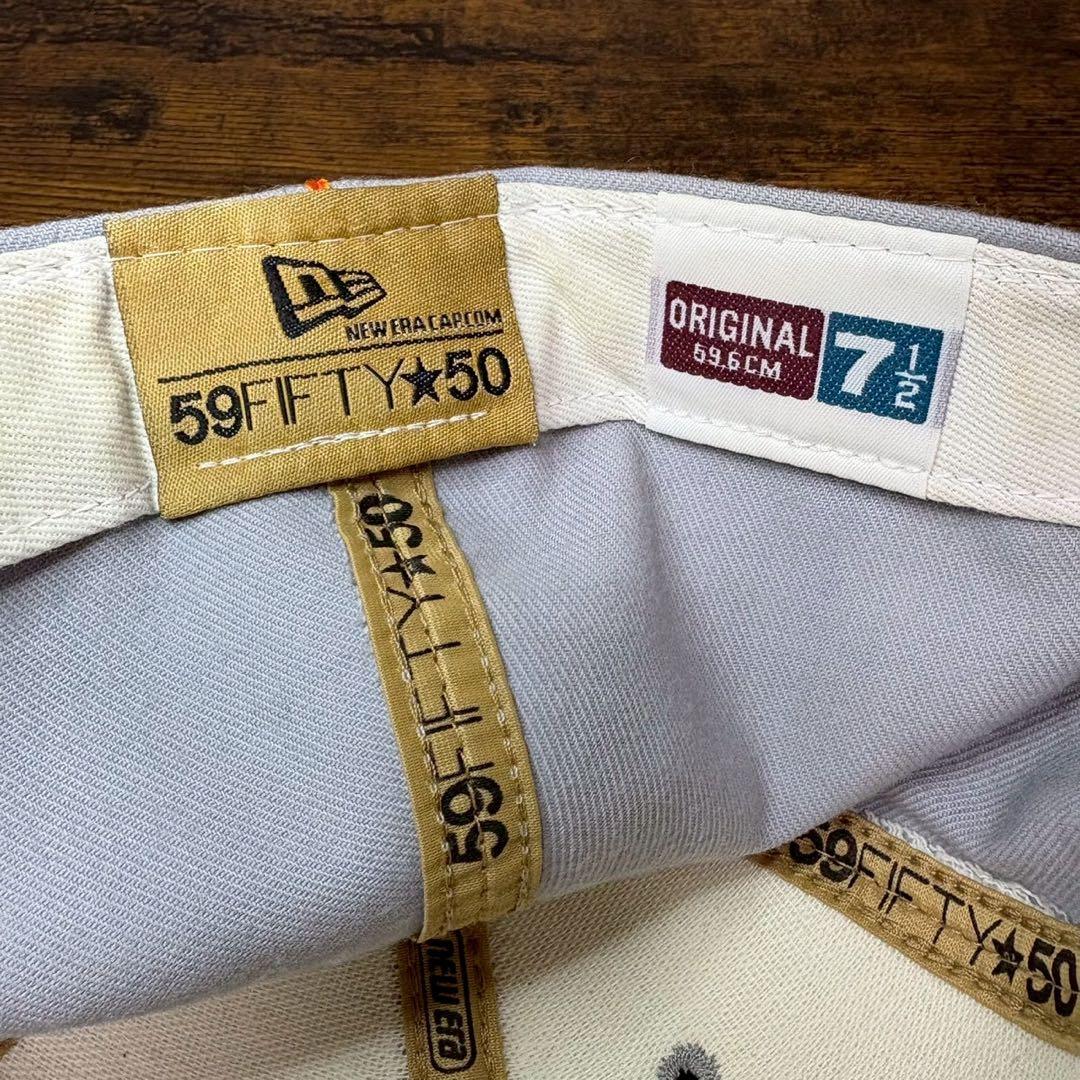 NEW ERA CAP.COM
59FIFTY★50
ORIGINAL
59.6CM
7 1/2
59FIFTY★50
59FIFTY★50
new era